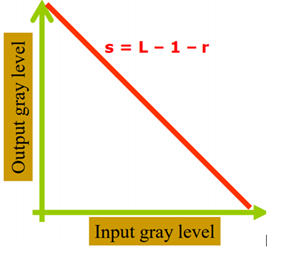 s = L – 1 – r
Output gray level
Input gray level